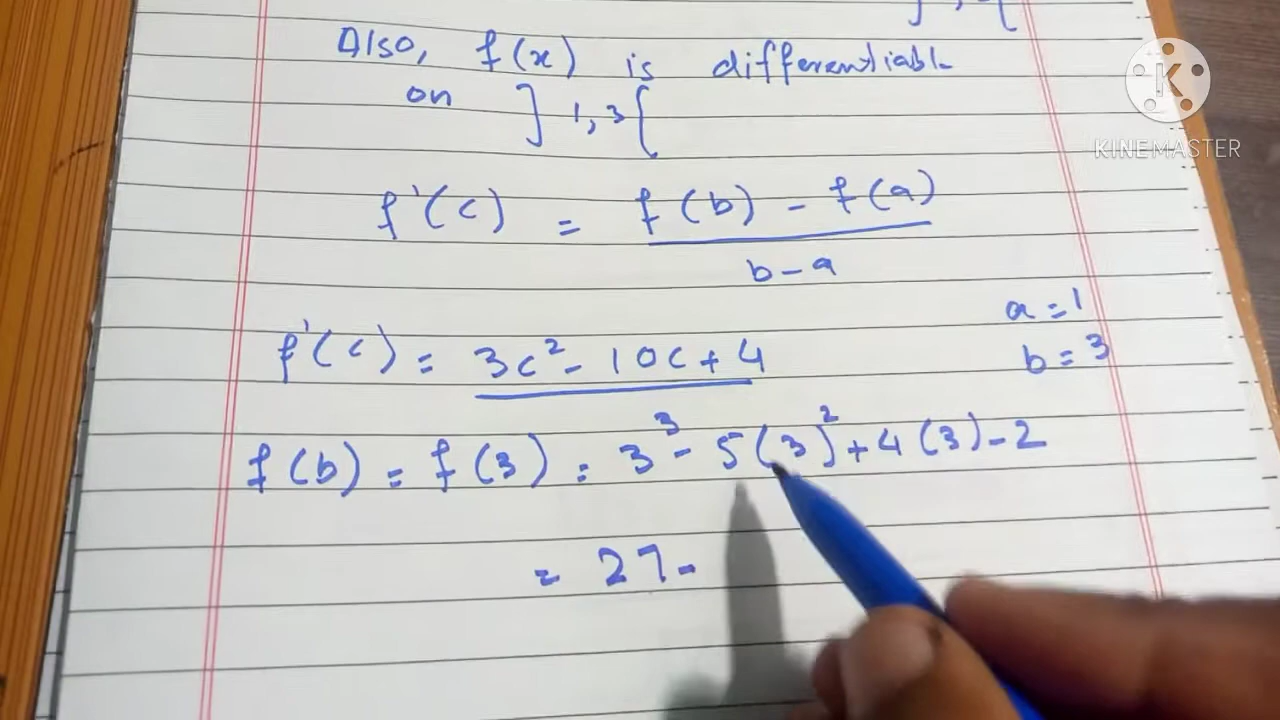 Also, f(x) is differentiable
on ]1, 3[
f'(c) = f(b) - f(a)
b - a
a = 1
f'(c) = 3c² - 10c + 4
b = 3
f(b) = f(3) = 3³ - 5(3)² + 4(3) - 2
= 27 -
K
KINEMASTER